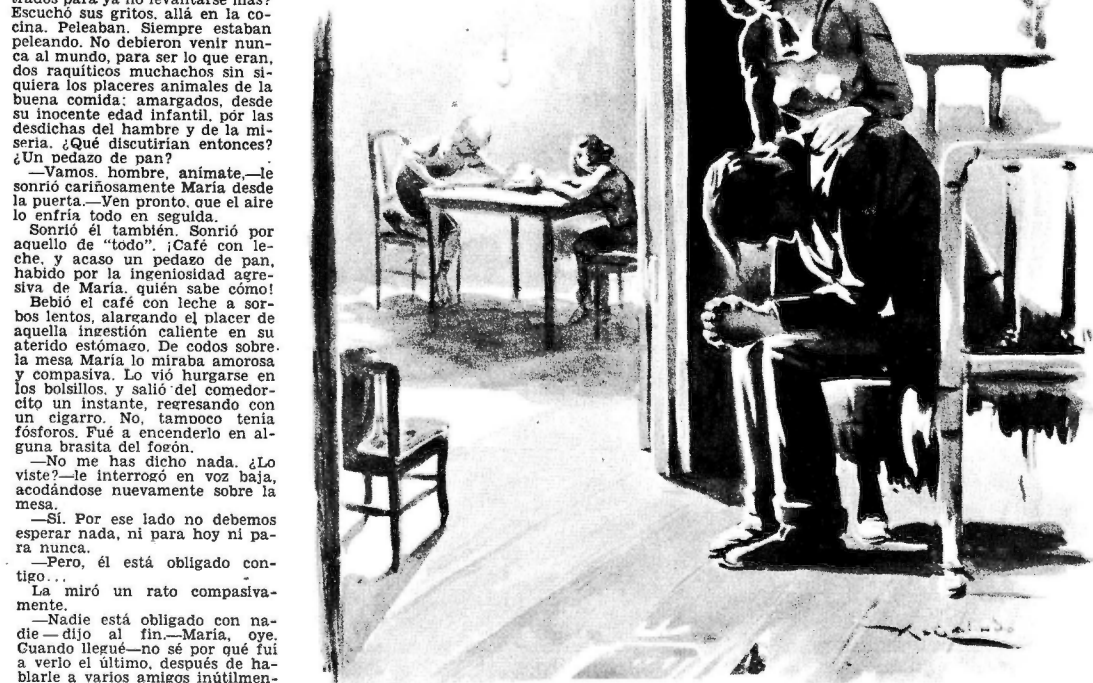 trados para ya no levantarse más?
Escuchó sus gritos, allá en la co-
cina. Peleaban. Siempre estaban
peleando. No debieron venir nun-
ca al mundo, para ser lo que eran,
dos raquíticos muchachos sin si-
quiera los placeres animales de la
buena comida; amargados, desde
su inocente edad infantil, por las
desdichas del hambre y de la mi-
seria. ¿Qué discutirían entonces?
¿Un pedazo de pan?
—Vamos, hombre, anímate,—le
sonrió cariñosamente María desde
la puerta.—Ven pronto, que el aire
lo enfría todo en seguida.
Sonrió él también. Sonrió por
aquello de “todo”. ¡Café con le-
che, y acaso un pedazo de pan,
habido por la ingeniosidad agre-
siva de María, quién sabe cómo!
Bebió el café con leche a sor-
bos lentos, alargando el placer de
aquella ingestión caliente en su
aterido estómago. De codos sobre
la mesa María lo miraba amorosa
y compasiva. Lo vió hurgarse en
los bolsillos, y salió del comedor-
cito un instante, regresando con
un cigarro. No, tampoco tenía
fósforos. Fué a encenderlo en al-
guna brasita del fogón.
—No me has dicho nada. ¿Lo
viste?—le interrogó en voz baja,
acodándose nuevamente sobre la
mesa.
—Sí. Por ese lado no debemos
esperar nada, ni para hoy ni pa-
ra nunca.
—Pero, él está obligado con-
tigo...
La miró un rato compasiva-
mente.
—Nadie está obligado con na-
die — dijo al fin.—María, oye.
Cuando llegué—no sé por qué fuí
a verlo el último, después de ha-
blarle a varios amigos inútilmen-